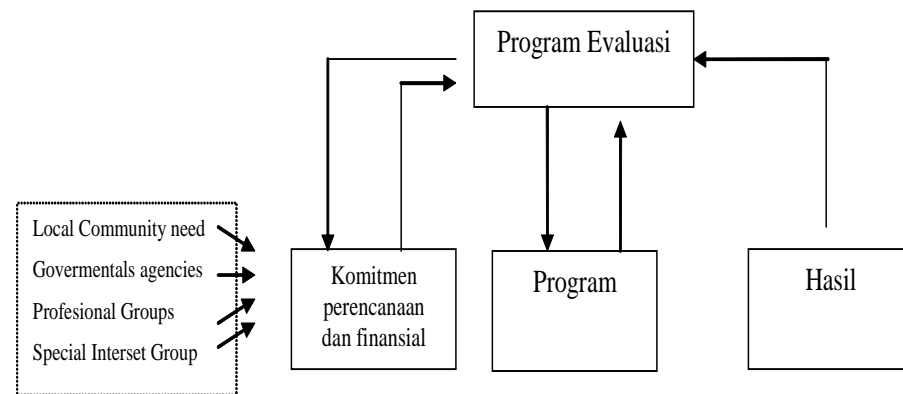 Program Evaluasi
Local Community need
Govermentals agencies
Profesional Groups
Special Interset Group
Komitmen
perencanaan
dan finansial
Program
Hasil